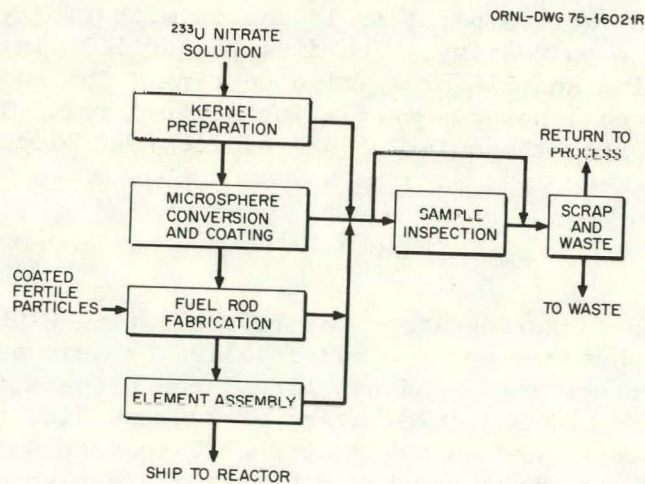 ORNL-DWG 75-16021R
²³³U NITRATE
SOLUTION
KERNEL
PREPARATION
RETURN TO
PROCESS
MICROSPHERE
CONVERSION
AND COATING
SAMPLE
INSPECTION
SCRAP
AND
WASTE
COATED
FERTILE
PARTICLES
FUEL ROD
FABRICATION
TO WASTE
ELEMENT ASSEMBLY
SHIP TO REACTOR